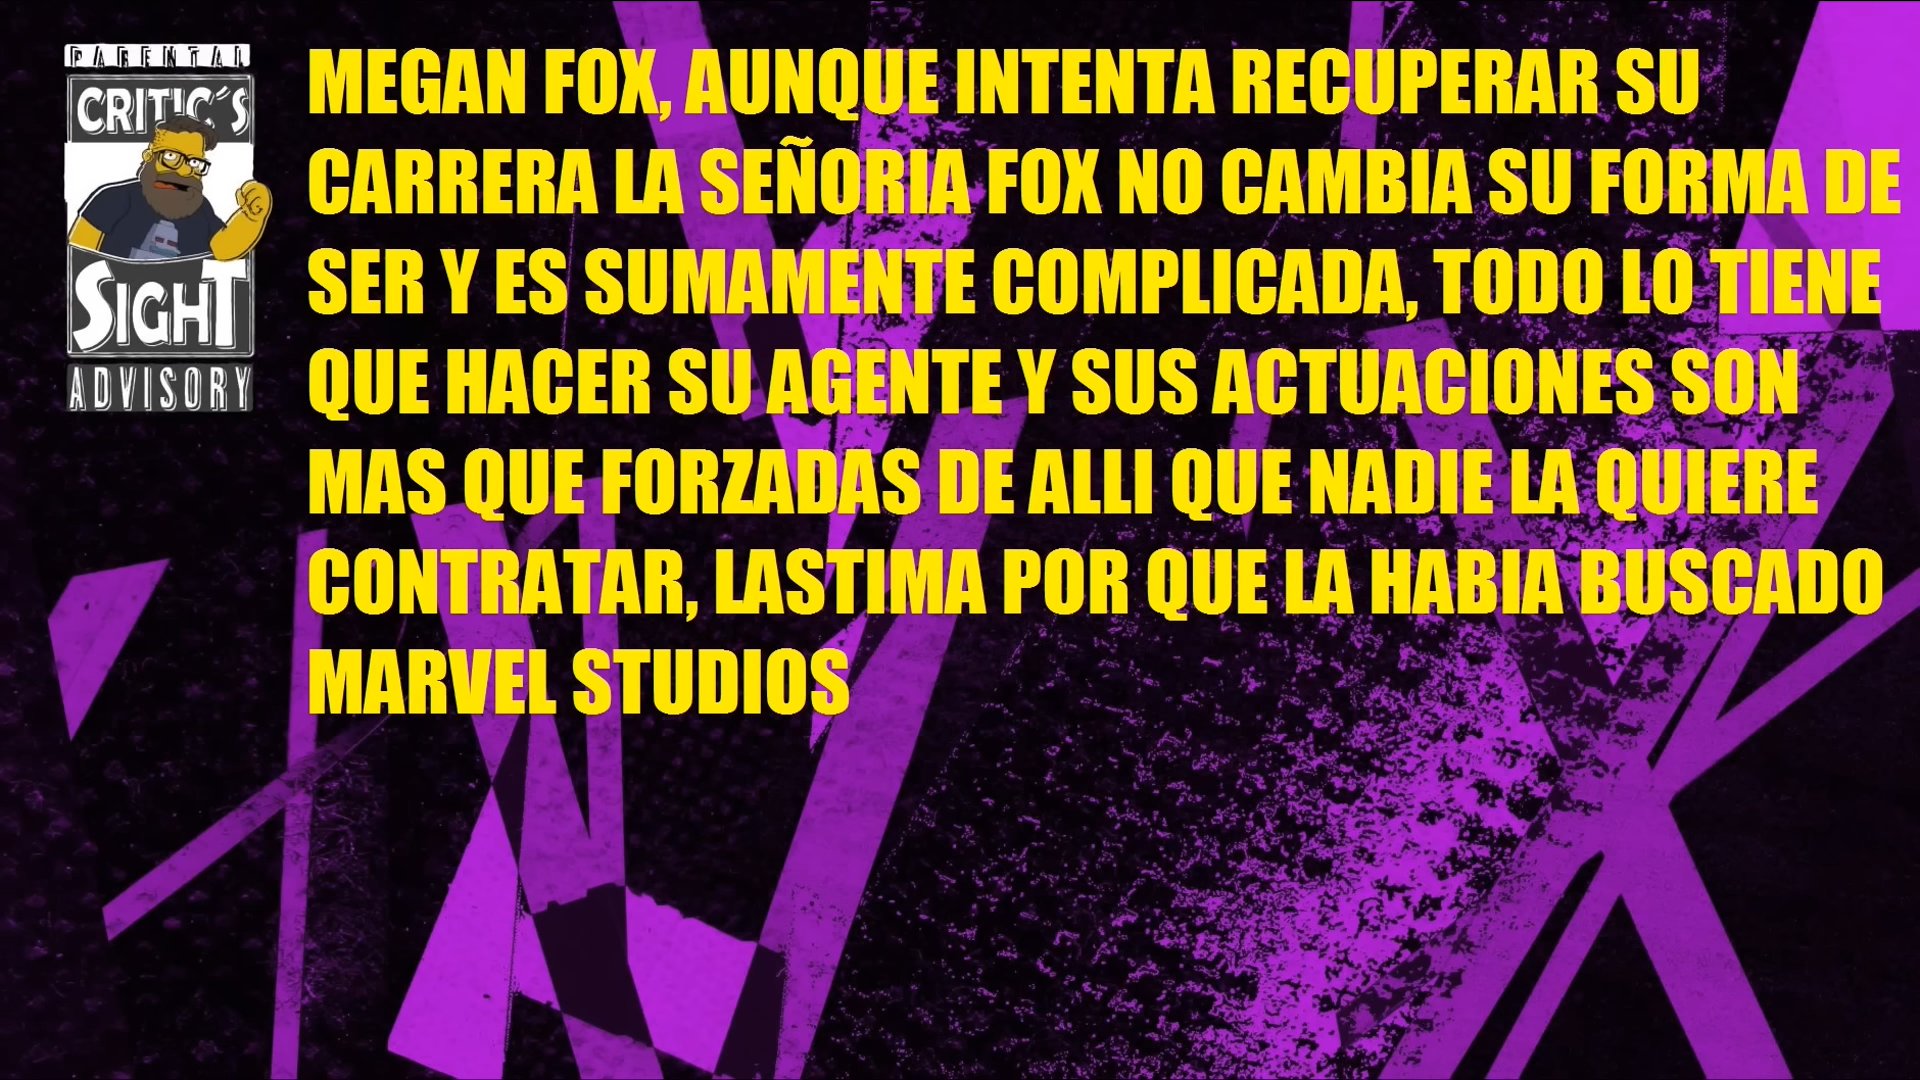 PARENTAL
CRITIC´S
SIGHT
ADVISORY
MEGAN FOX, AUNQUE INTENTA RECUPERAR SU
CARRERA LA SEÑORIA FOX NO CAMBIA SU FORMA DE
SER Y ES SUMAMENTE COMPLICADA, TODO LO TIENE
QUE HACER SU AGENTE Y SUS ACTUACIONES SON
MAS QUE FORZADAS DE ALLI QUE NADIE LA QUIERE
CONTRATAR, LASTIMA POR QUE LA HABIA BUSCADO
MARVEL STUDIOS